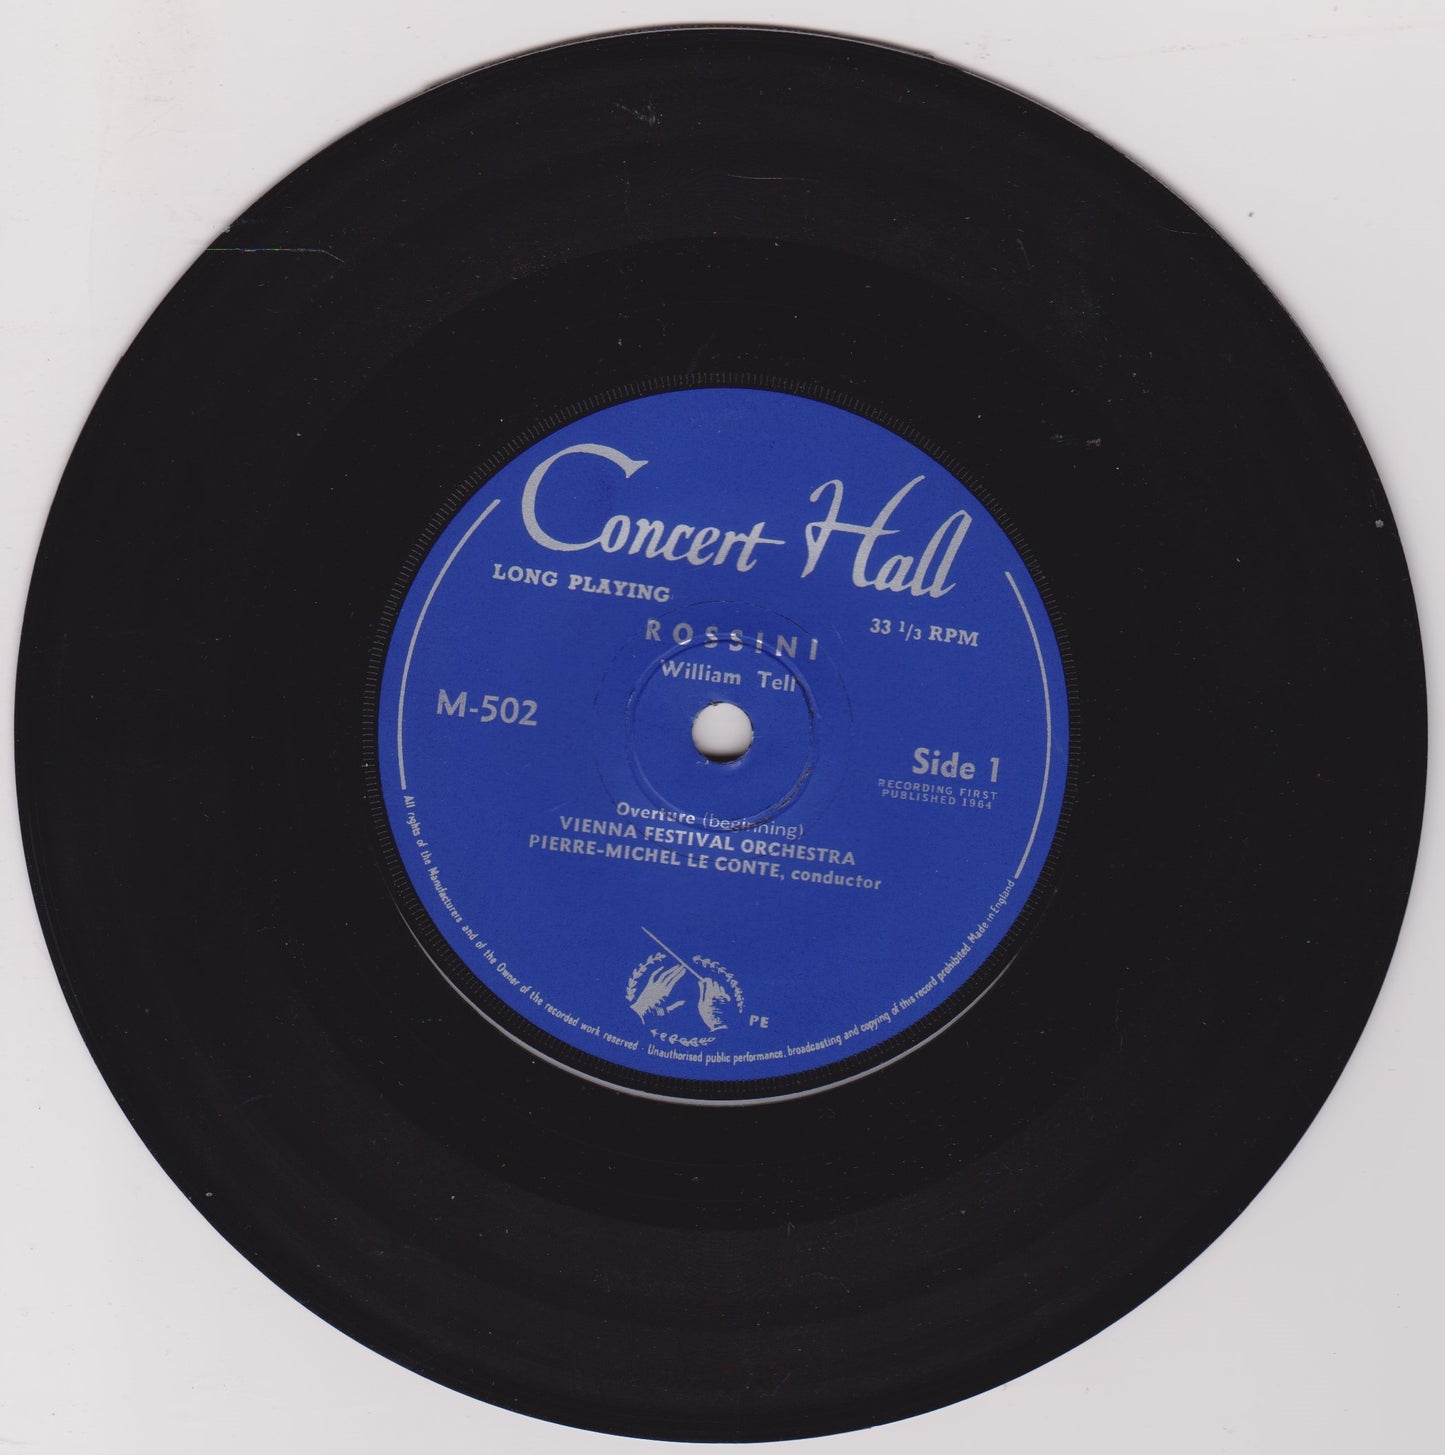 Concert Hall
LONG PLAYING
33 1/3 RPM
ROSSINI
William Tell
M-502
Side 1
RECORDING FIRST
PUBLISHED 1964
Overture (beginning)
VIENNA FESTIVAL ORCHESTRA
PIERRE-MICHEL LE CONTE, conductor
PE
All rights of the Manufacturers and of the Owner of the recorded work reserved · Unauthorised public performance, broadcasting and copying of this record prohibited Made in England